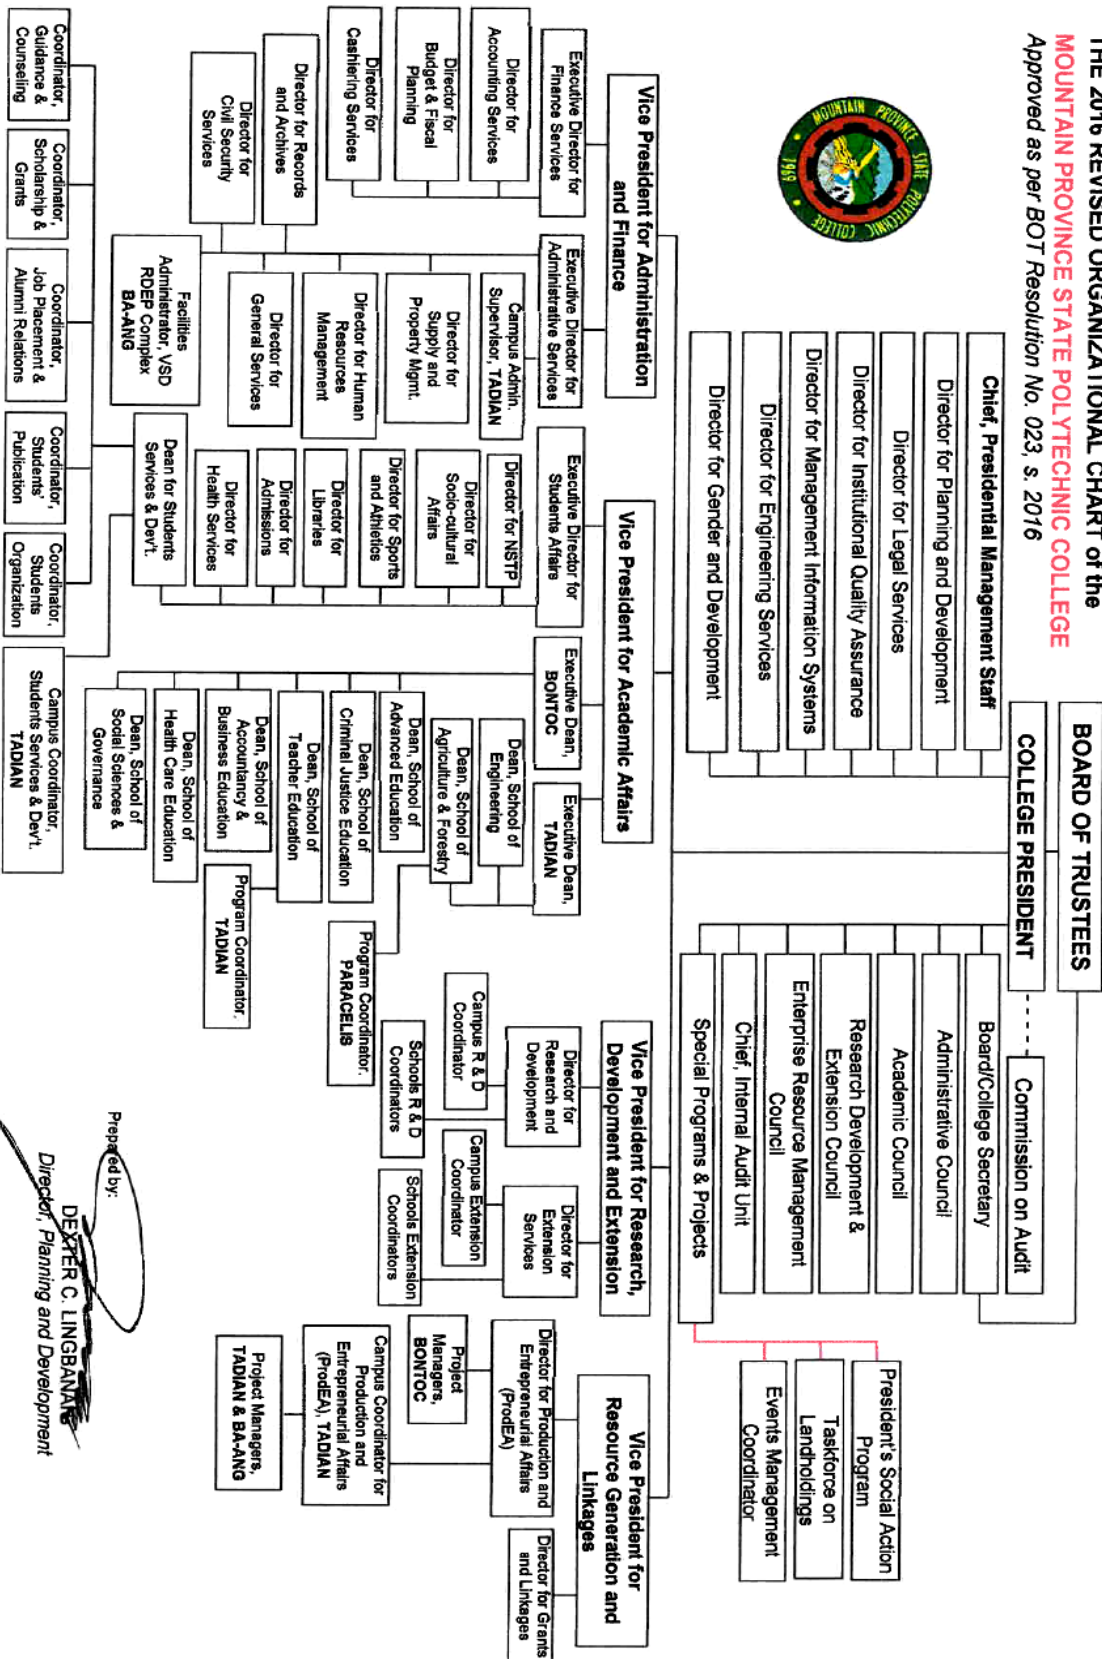 THE 2016 REVISED ORGANIZATIONAL CHART of the
MOUNTAIN PROVINCE STATE POLYTECHNIC COLLEGE
Approved as per BOT Resolution No. 023, s. 2016
MOUNTAIN PROVINCE STATE POLYTECHNIC COLLEGE
1969
BOARD OF TRUSTEES
COLLEGE PRESIDENT
Commission on Audit
Chief, Presidential Management Staff
Director for Planning and Development
Director for Legal Services
Director for Institutional Quality Assurance
Director for Management Information Systems
Director for Engineering Services
Director for Gender and Development
Board/College Secretary
Administrative Council
Academic Council
Research Development &
Extension Council
Enterprise Resource Management
Council
Chief, Internal Audit Unit
Special Programs & Projects
President's Social Action
Program
Taskforce on
Landholdings
Events Management
Coordinator
Vice President for Administration
and Finance
Executive Director for
Finance Services
Director for
Accounting Services
Director for
Budget & Fiscal
Planning
Director for
Cashiering Services
Executive Director for
Administrative Services
Director for Records
and Archives
Director for
Civil Security
Services
Campus Admin.
Supervisor, TADIAN
Director for
Supply and
Property Mgmt.
Director for Human
Resources
Management
Director for
General Services
Facilities
Administrator, VSD
RDEP Complex
BA-ANG
Vice President for Academic Affairs
Executive Director for
Students Affairs
Director for NSTP
Director for
Socio-cultural
Affairs
Director for Sports
and Athletics
Director for
Libraries
Director for
Admissions
Director for
Health Services
Dean for Students
Services & Dev't.
Coordinator,
Guidance &
Counseling
Coordinator,
Scholarship &
Grants
Coordinator,
Job Placement &
Alumni Relations
Coordinator,
Students'
Publication
Coordinator,
Students
Organization
Campus Coordinator,
Students Services & Dev't.
TADIAN
Executive Dean,
BONTOC
Executive Dean,
TADIAN
Dean, School of
Engineering
Dean, School of
Agriculture & Forestry
Dean, School of
Advanced Education
Dean, School of
Criminal Justice Education
Dean, School of
Teacher Education
Dean, School of
Accountancy &
Business Education
Dean, School of
Health Care Education
Dean, School of
Social Sciences &
Governance
Program Coordinator,
PARACELIS
Program Coordinator,
TADIAN
Vice President for Research,
Development and Extension
Director for
Research and
Development
Campus R & D
Coordinator
Schools R & D
Coordinators
Director for
Extension
Services
Campus Extension
Coordinator
Schools Extension
Coordinators
Vice President for
Resource Generation and
Linkages
Director for Production and
Entrepreneurial Affairs
(ProdEA)
Project
Managers,
BONTOC
Campus Coordinator for
Production and
Entrepreneurial Affairs
(ProdEA), TADIAN
Project Managers,
TADIAN & BA-ANG
Director for Grants
and Linkages
Prepared by:
DEXTER C. LINGBANAN
Director, Planning and Development